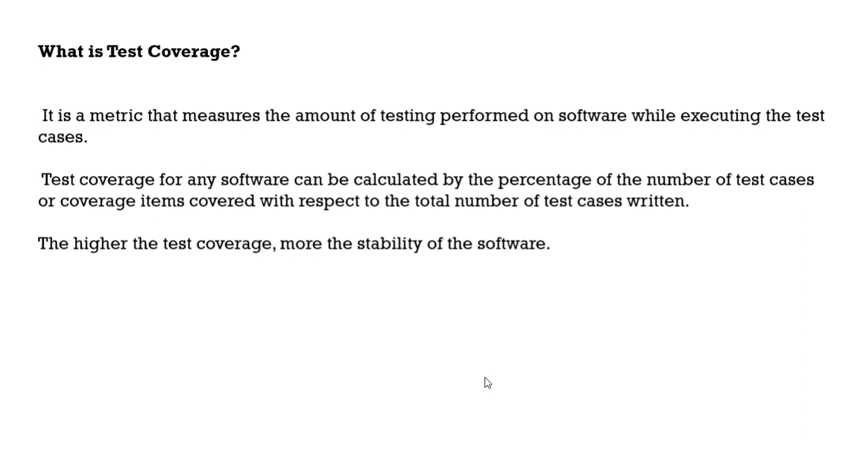 What is Test Coverage?
It is a metric that measures the amount of testing performed on software while executing the test
cases.
Test coverage for any software can be calculated by the percentage of the number of test cases
or coverage items covered with respect to the total number of test cases written.
The higher the test coverage, more the stability of the software.